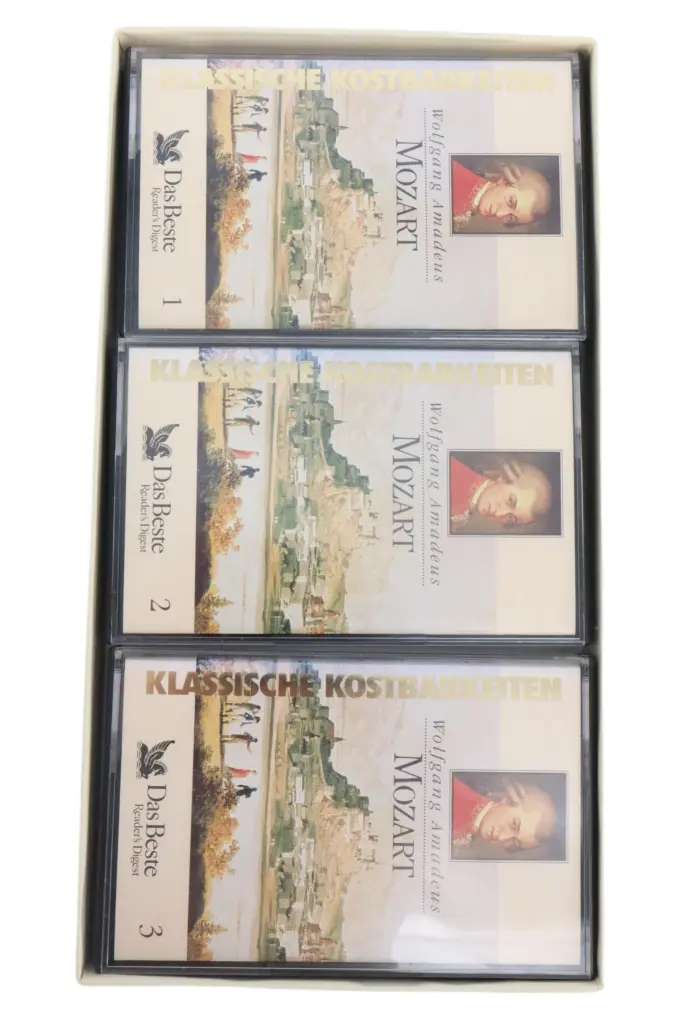 KLASSISCHE KOSTBARKEITEN
Wolfgang Amadeus
MOZART
Das Beste
Reader's Digest
1
KLASSISCHE KOSTBARKEITEN
Wolfgang Amadeus
MOZART
Das Beste
Reader's Digest
2
KLASSISCHE KOSTBARKEITEN
Wolfgang Amadeus
MOZART
Das Beste
Reader's Digest
3